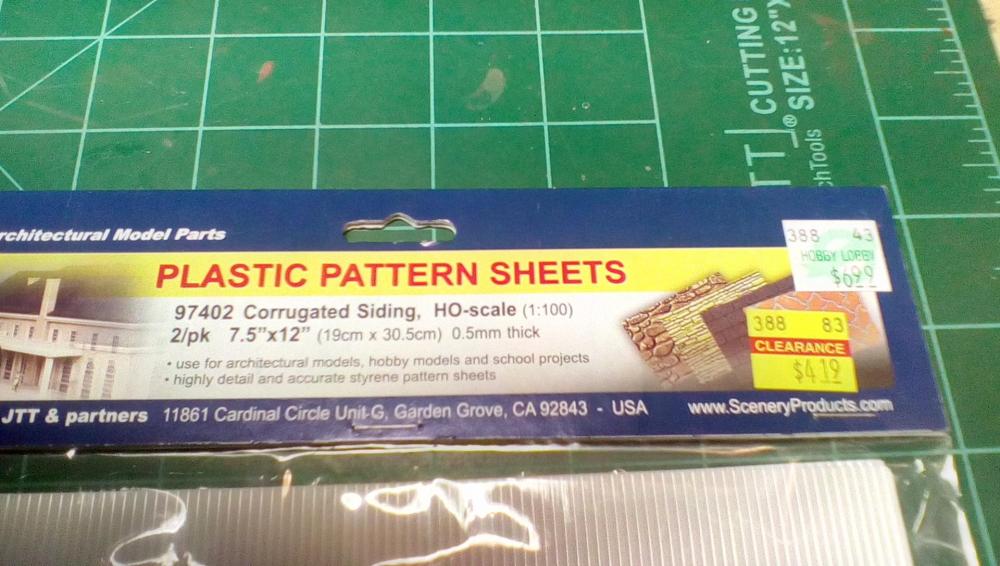 TT ® CUTTING
SIZE:12")
chTools
rchitectural Model Parts
PLASTIC PATTERN SHEETS
97402 Corrugated Siding, HO-scale (1:100)
2/pk 7.5"x12" (19cm x 30.5cm) 0.5mm thick
• use for architectural models, hobby models and school projects
• highly detail and accurate styrene pattern sheets
JTT & partners 11861 Cardinal Circle Unit-G, Garden Grove, CA 92843 - USA
www.SceneryProducts.com
388 43
HOBBY LOBBY
$6.99
388 83
CLEARANCE
$4.19